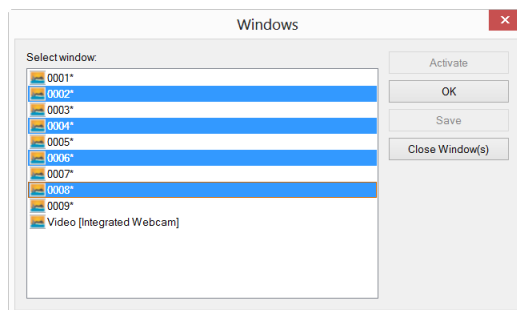 Windows
Select window:
Activate
0001*
0002*
OK
0003*
0004*
Save
0005*
0006*
Close Window(s)
0007*
0008*
0009*
Video [Integrated Webcam]